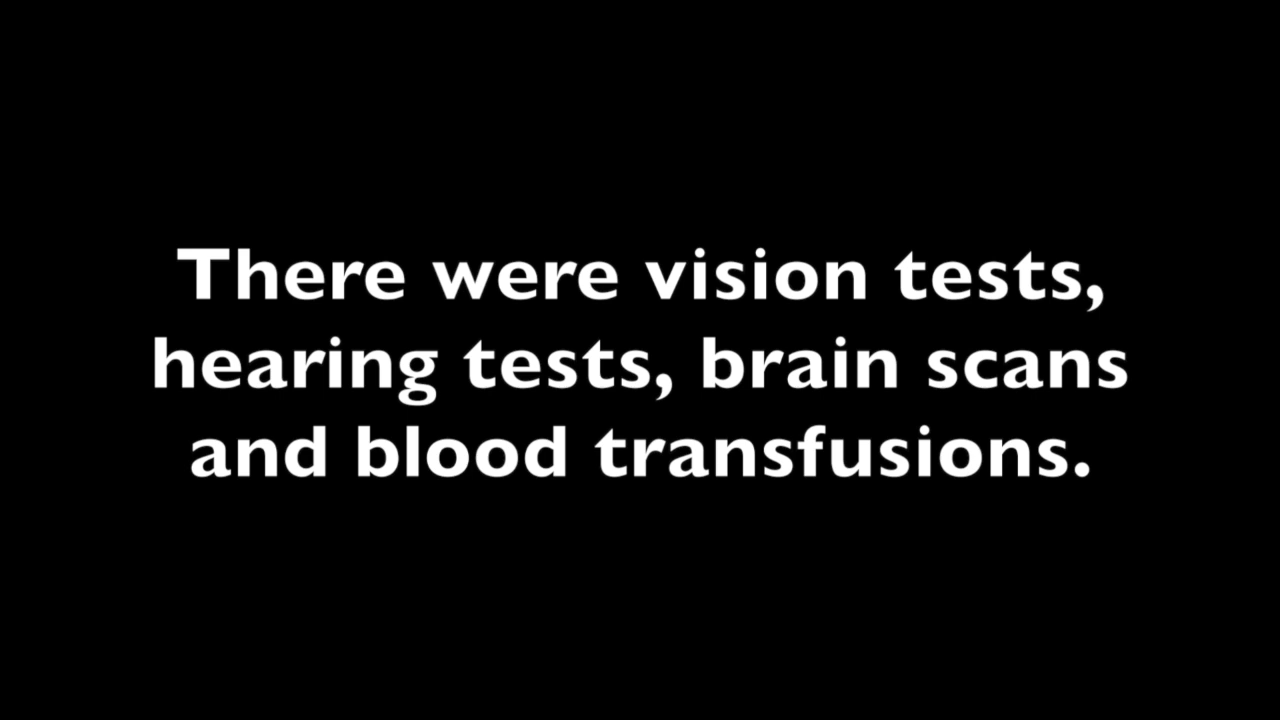 There were vision tests,
hearing tests, brain scans
and blood transfusions.